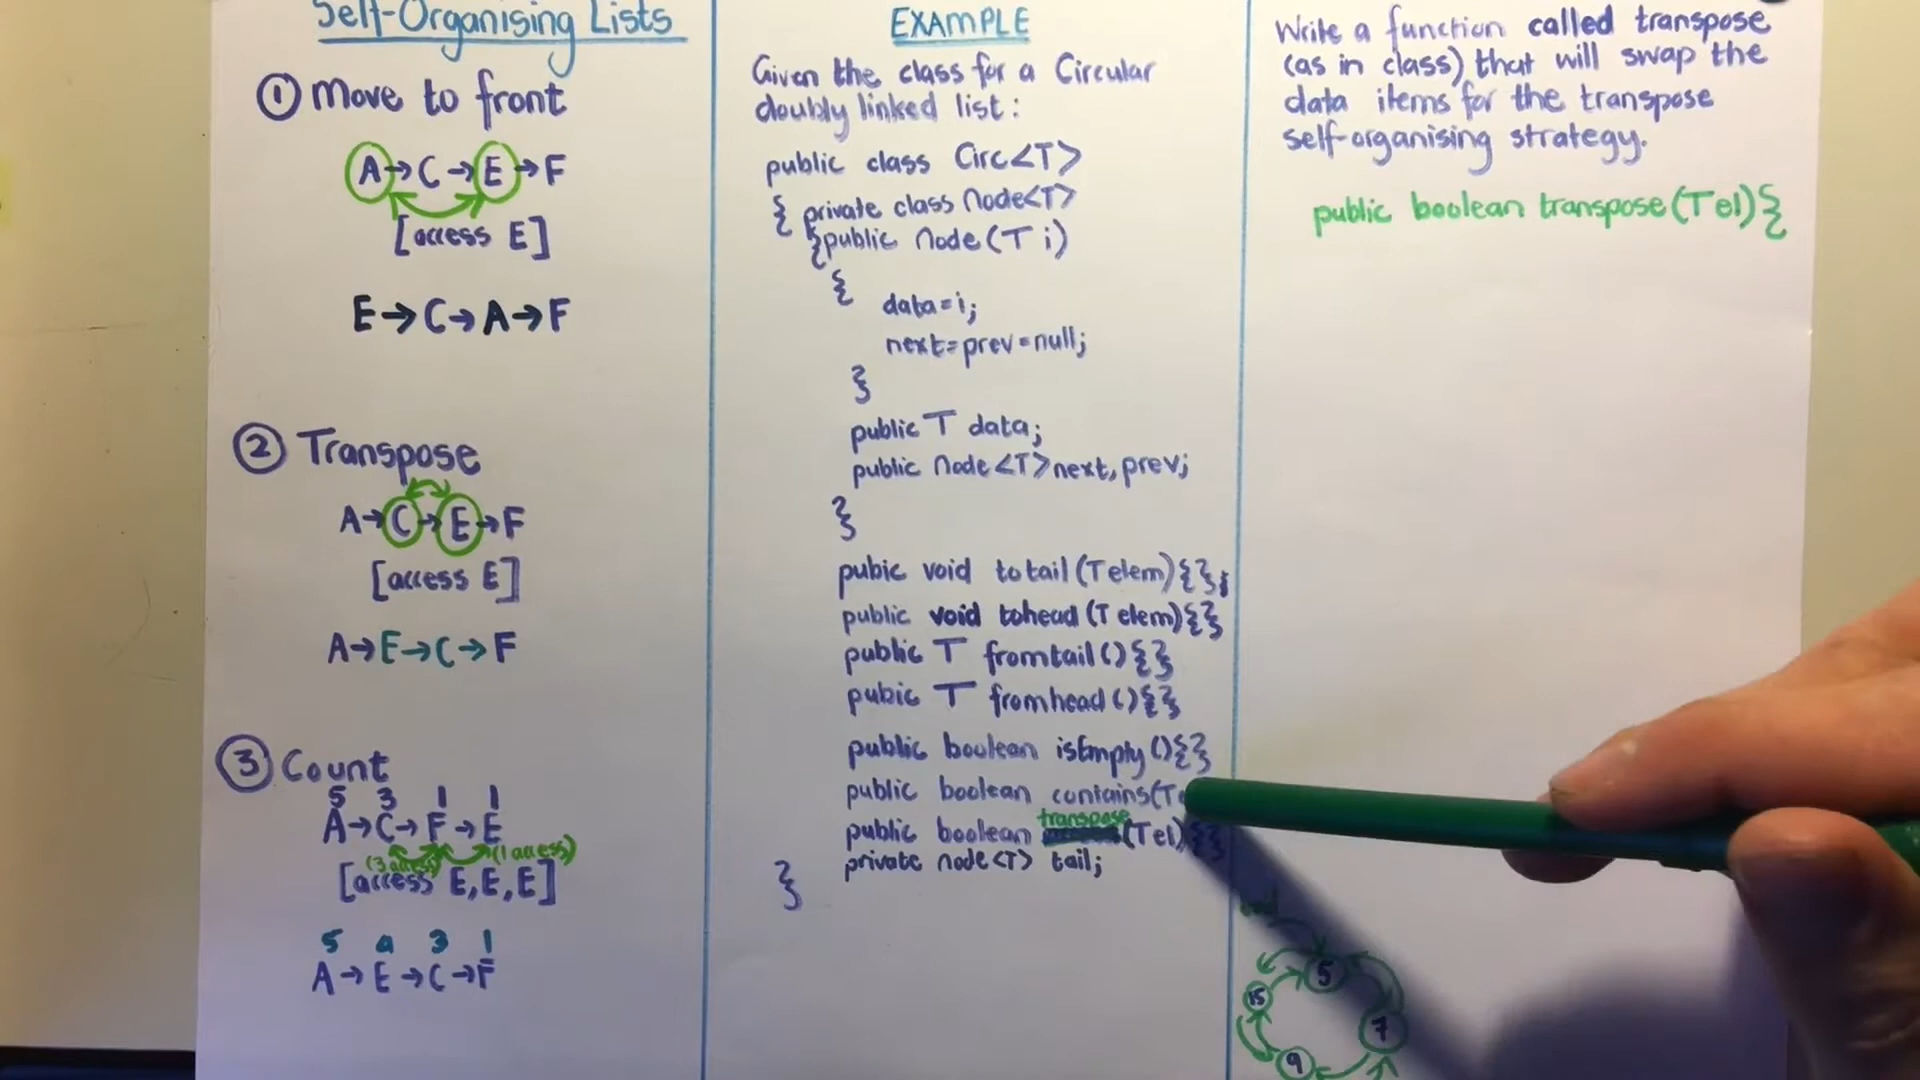 Self-Organising Lists
① Move to front
A→C→E→F
[access E]
E→C→A→F
② Transpose
A→C→E→F
[access E]
A→E→C→F
③ Count
5 3 1 1
A→C→F→E
(3 access) (1 access)
[access E,E,E]
5 4 3 1
A→E→C→F
EXAMPLE
Given the class for a Circular
doubly linked list:
public class Circ<T>
{ private class Node<T>
{public Node(T i)
{
data=i;
next=prev=null;
}
public T data;
public Node<T>next,prev;
}
pubic void totail(T elem){};
public void tohead(T elem){}
public T fromtail(){}
pubic T fromhead(){}
public boolean isEmpty(){}
public boolean contains(T
transpose
public boolean (T el){}
private node<T> tail;
}
Write a function called transpose
(as in class) that will swap the
data items for the transpose
self-organising strategy.
public boolean transpose(T el){
5
15
7
9